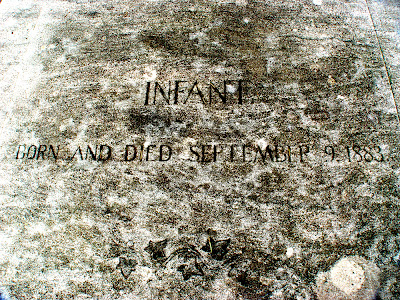 INFANT
BORN AND DIED SEPTEMBER 9, 1883